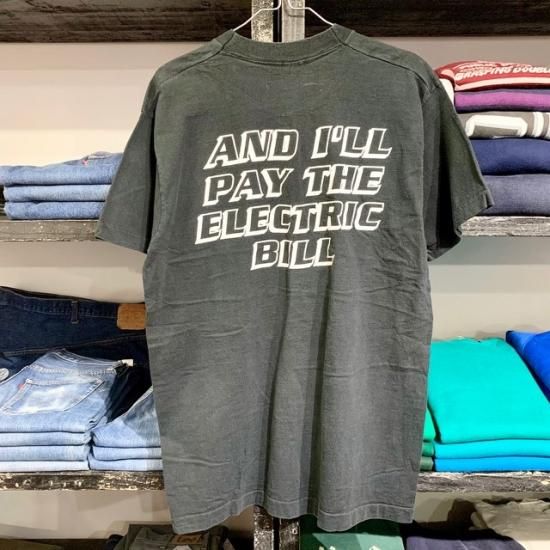 AND I'LL
PAY THE
ELECTRIC
BILL